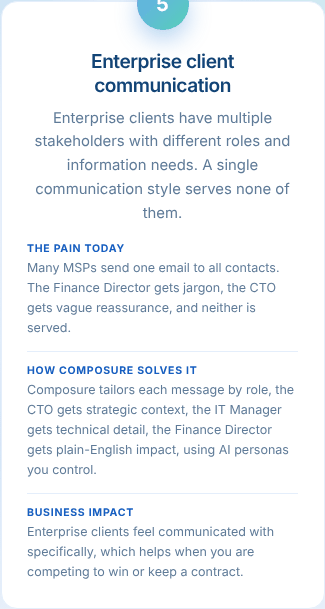 5
Enterprise client
communication
Enterprise clients have multiple
stakeholders with different roles and
information needs. A single
communication style serves none of
them.
THE PAIN TODAY
Many MSPs send one email to all contacts.
The Finance Director gets jargon, the CTO
gets vague reassurance, and neither is
served.
HOW COMPOSURE SOLVES IT
Composure tailors each message by role, the
CTO gets strategic context, the IT Manager
gets technical detail, the Finance Director
gets plain-English impact, using AI personas
you control.
BUSINESS IMPACT
Enterprise clients feel communicated with
specifically, which helps when you are
competing to win or keep a contract.